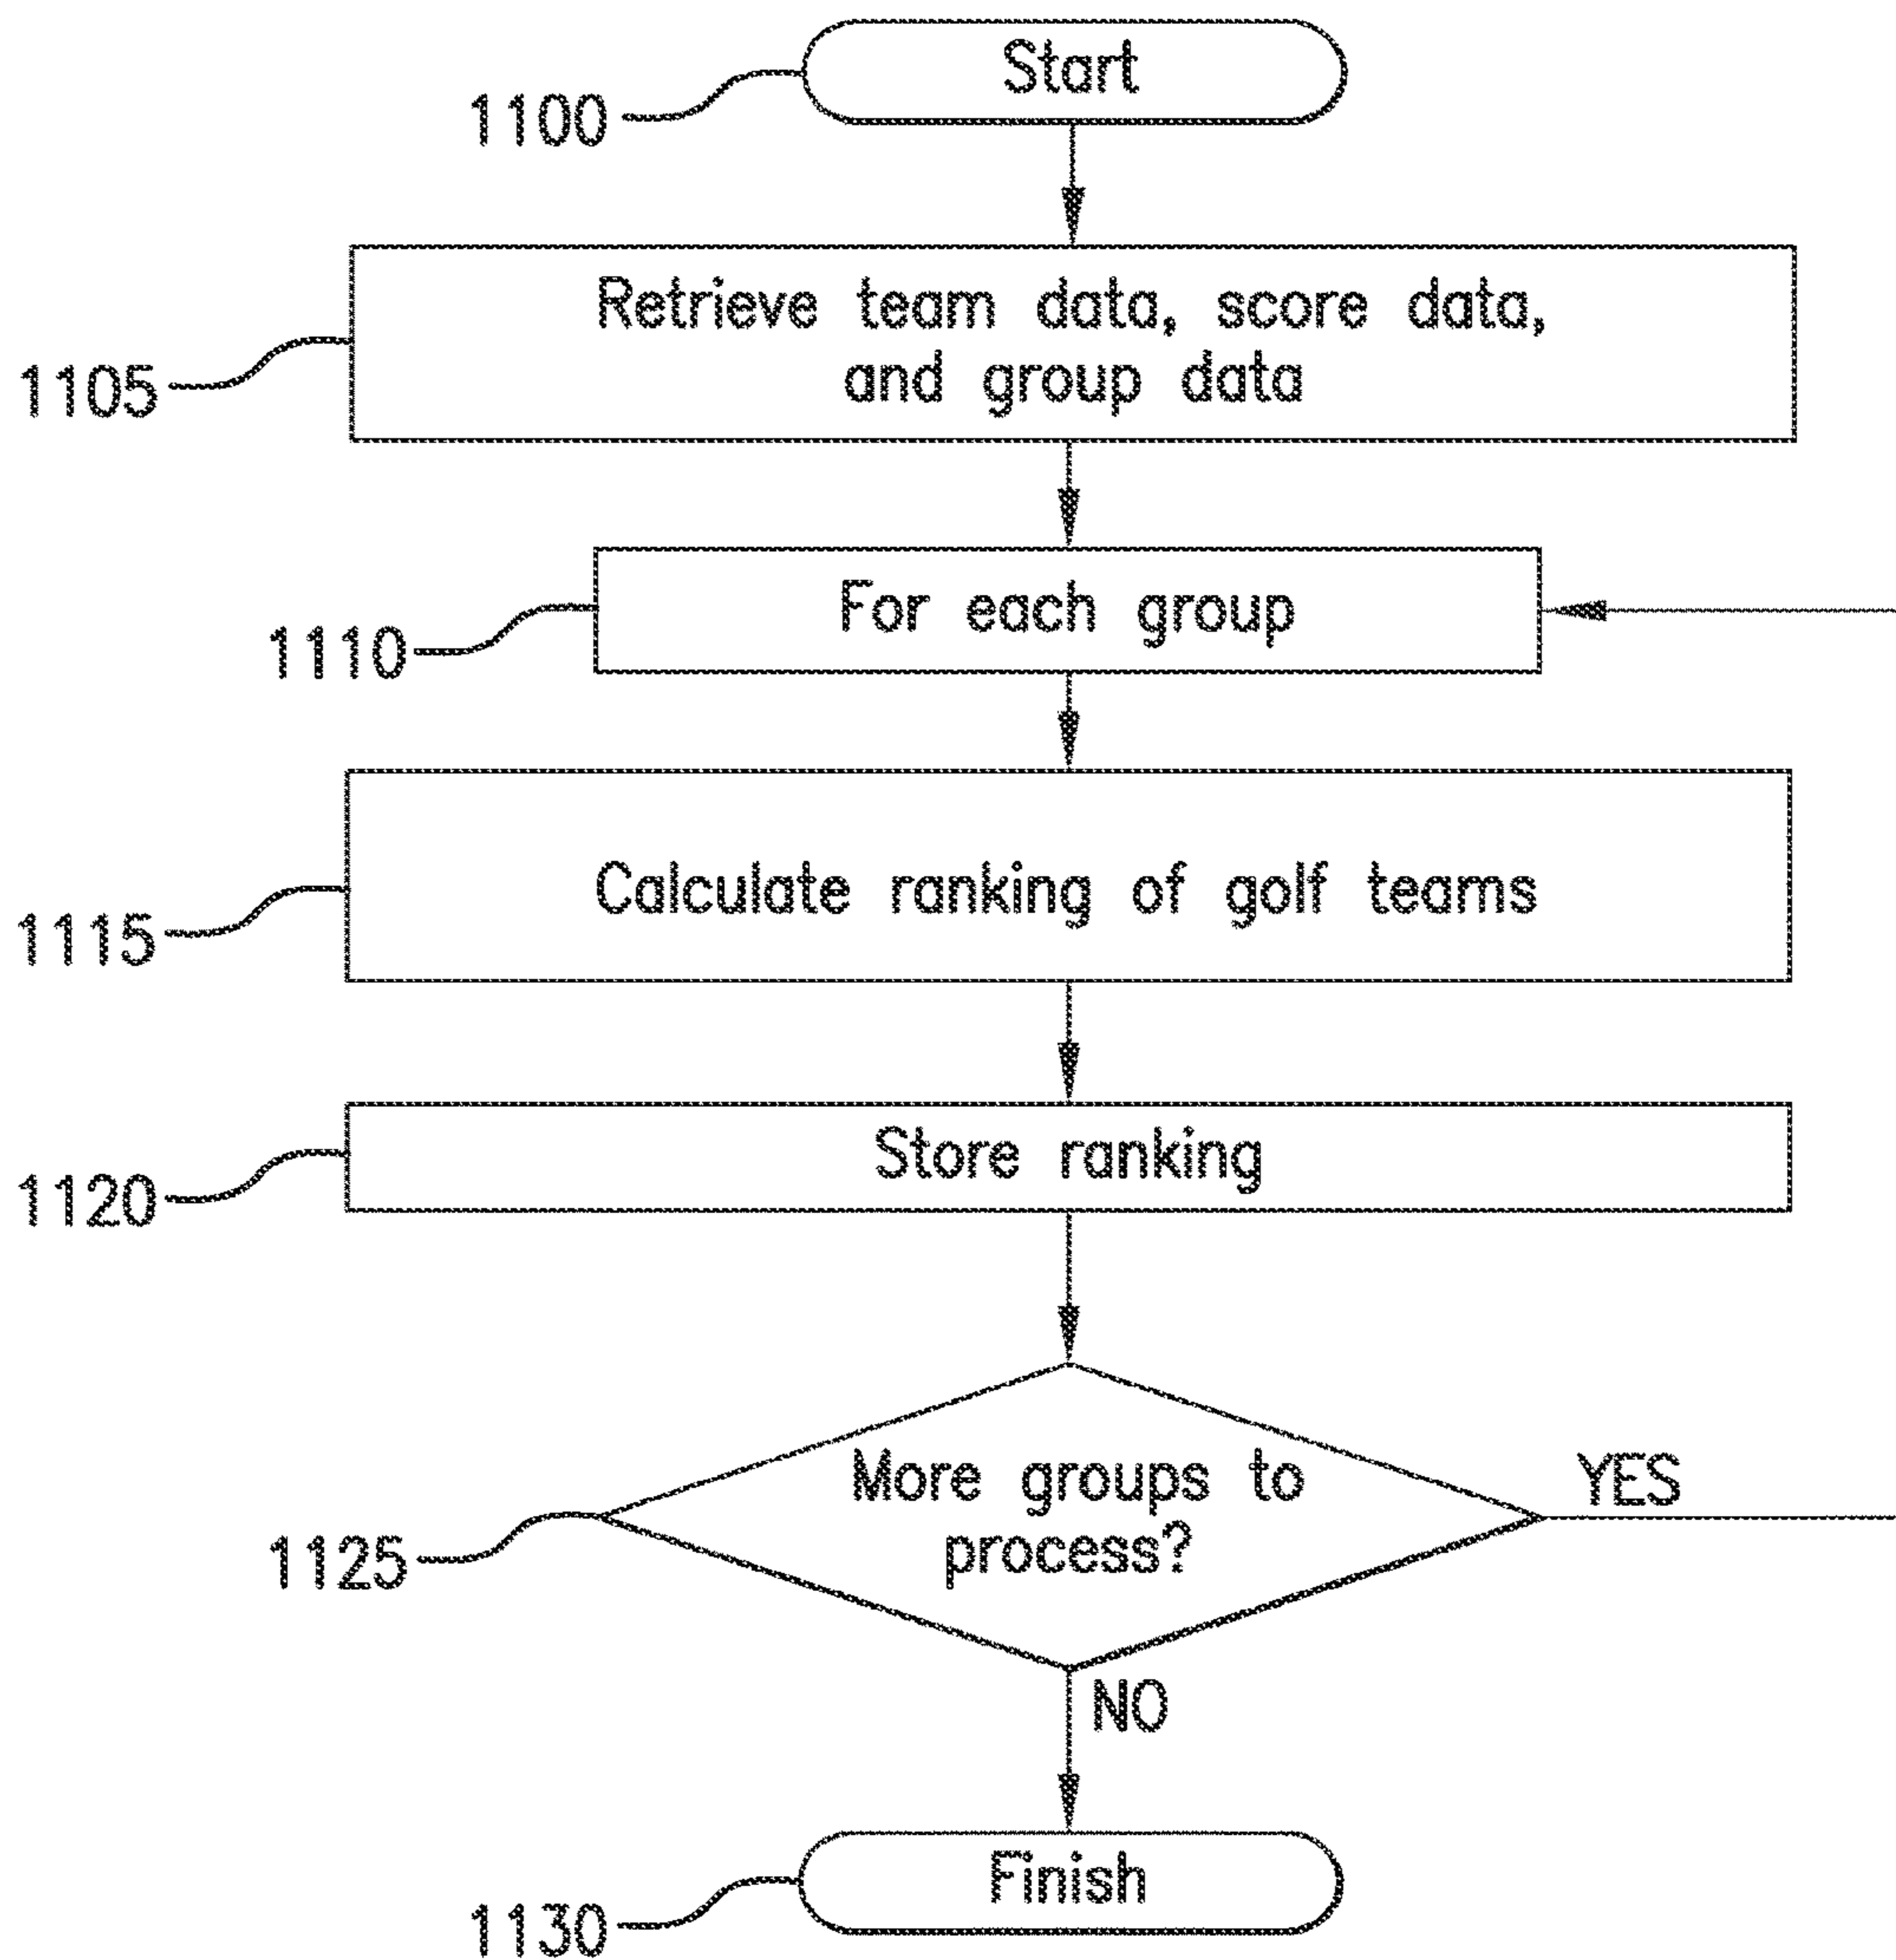 Start
1100
Retrieve team data, score data,
and group data
1105
For each group
1110
Calculate ranking of golf teams
1115
Store ranking
1120
More groups to
process?
YES
1125
NO
Finish
1130